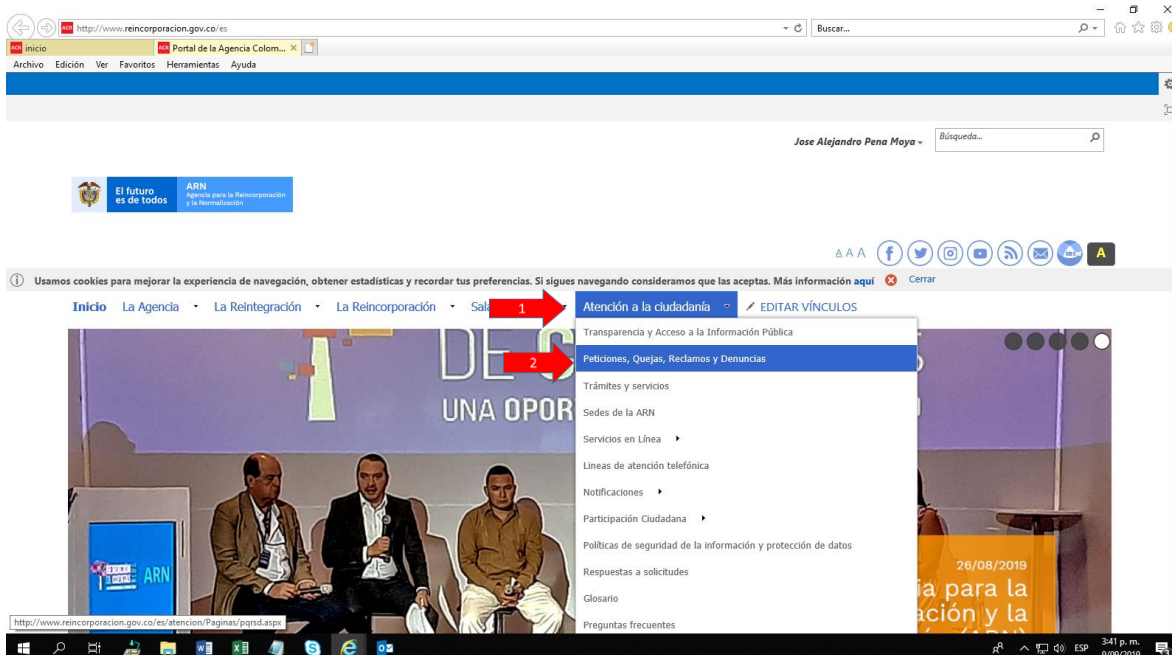 http://www.reincorporacion.gov.co/es
Buscar...
inicio
Portal de la Agencia Colom...
Archivo Edición Ver Favoritos Herramientas Ayuda
Jose Alejandro Pena Moya
Búsqueda...
El futuro
es de todos
ARN
Agencia para la Reincorporación
y la Normalización
A A A
A
Usamos cookies para mejorar la experiencia de navegación, obtener estadísticas y recordar tus preferencias. Si sigues navegando consideramos que las aceptas. Más información aquí Cerrar
Inicio La Agencia La Reintegración La Reincorporación Sala 1 Atención a la ciudadanía EDITAR VÍNCULOS
Transparencia y Acceso a la Información Pública
2 Peticiones, Quejas, Reclamos y Denuncias
Trámites y servicios
Sedes de la ARN
Servicios en Línea
Lineas de atención telefónica
Notificaciones
Participación Ciudadana
Políticas de seguridad de la información y protección de datos
Respuestas a solicitudes
Glosario
Preguntas frecuentes
DE
UNA OPOR
ARN
26/08/2019
ia para la
ación y la
http://www.reincorporacion.gov.co/es/atencion/Paginas/pqrsd.aspx
ESP
3:41 p. m.
9/09/2019